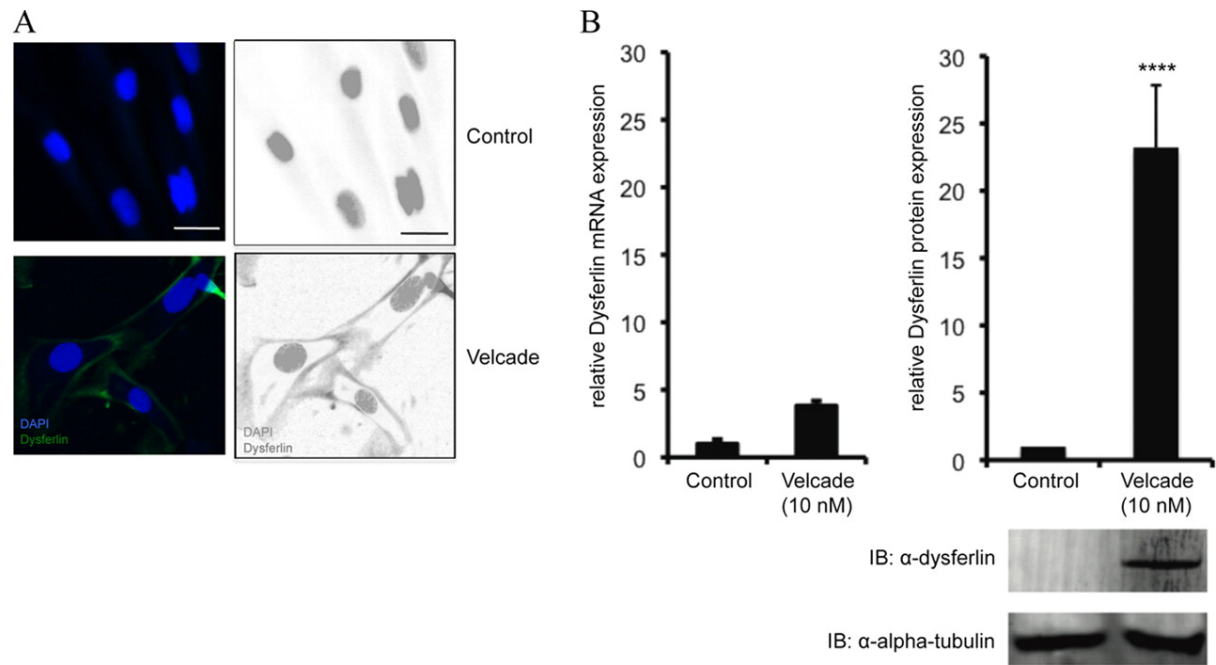 A
Control
Velcade
DAPI
Dysferlin
DAPI
Dysferlin
B
relative Dysferlin mRNA expression
30
25
20
15
10
5
0
Control
Velcade
(10 nM)
relative Dysferlin protein expression
30
25
20
15
10
5
0
****
Control
Velcade
(10 nM)
IB: α-dysferlin
IB: α-alpha-tubulin